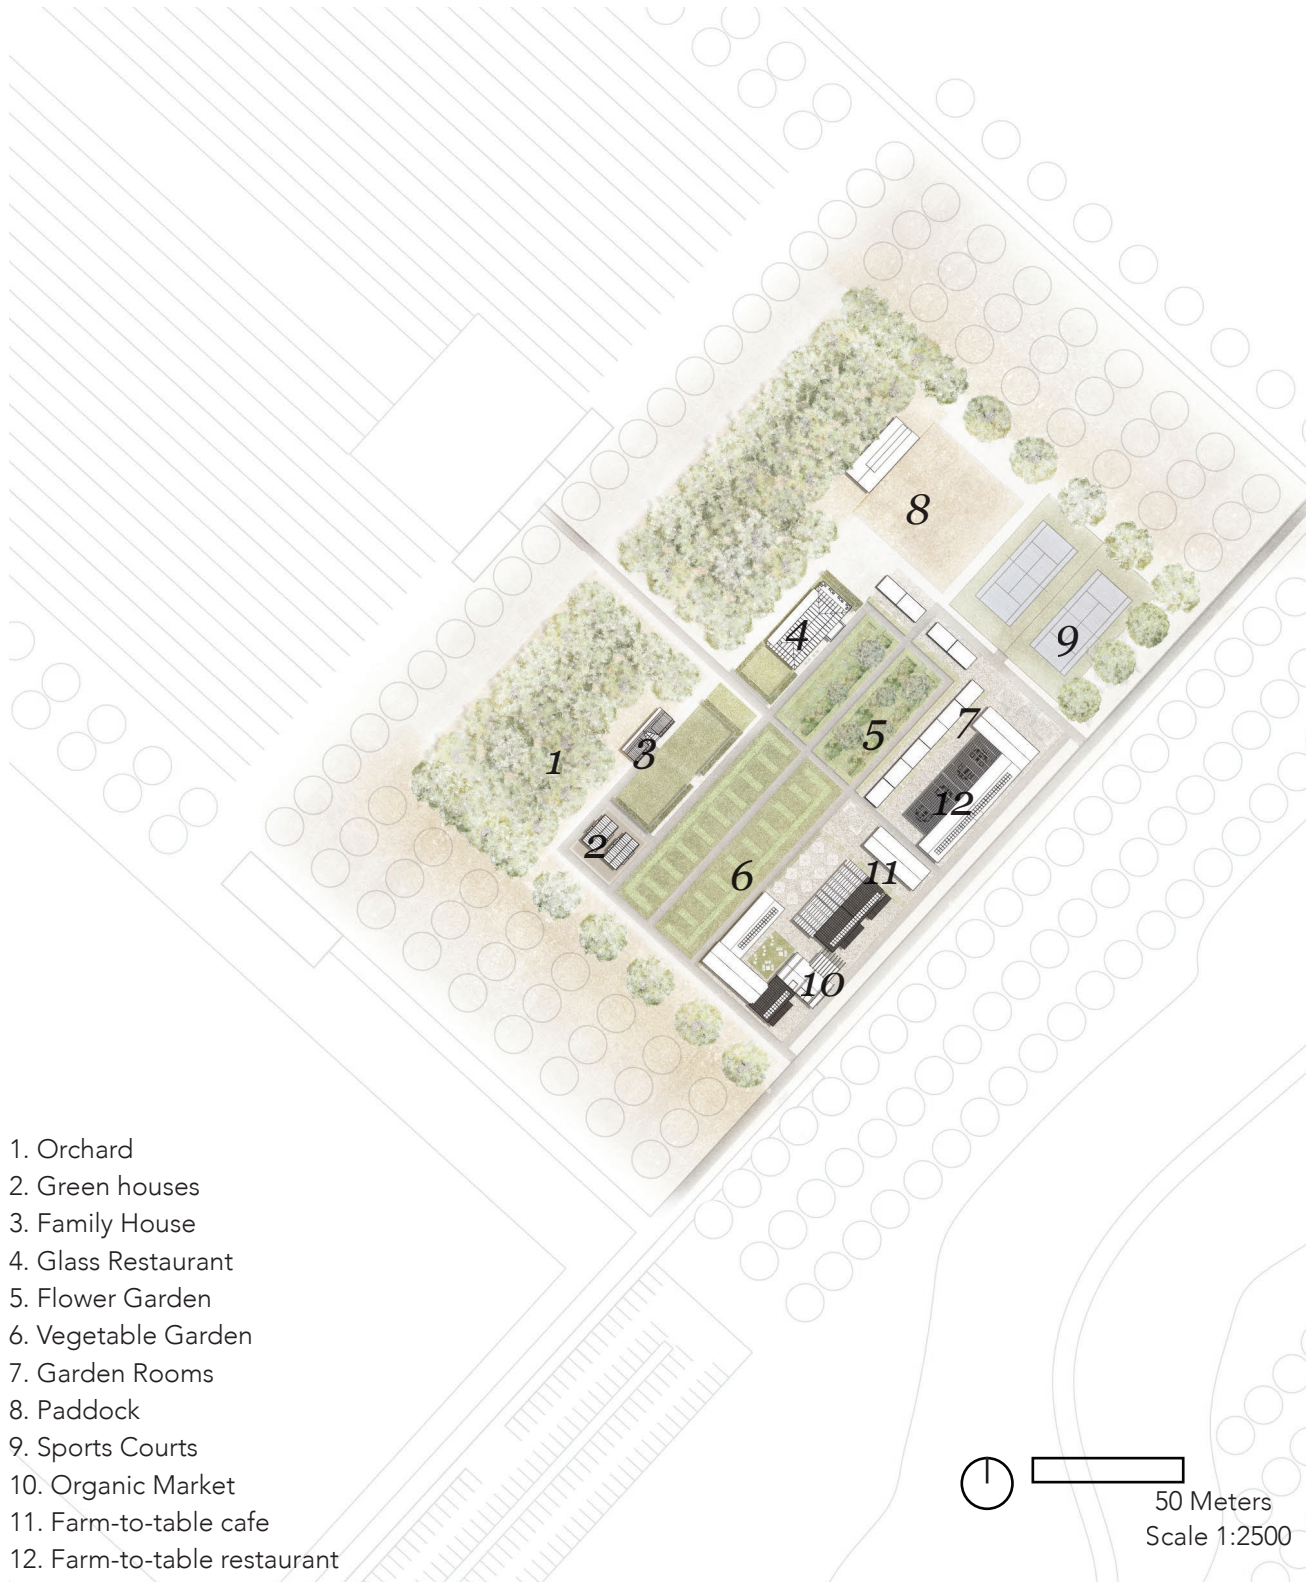 8
4
9
5
7
3
1
12
2
6
11
10
1. Orchard
2. Green houses
3. Family House
4. Glass Restaurant
5. Flower Garden
6. Vegetable Garden
7. Garden Rooms
8. Paddock
9. Sports Courts
10. Organic Market
11. Farm-to-table cafe
12. Farm-to-table restaurant
50 Meters
Scale 1:2500